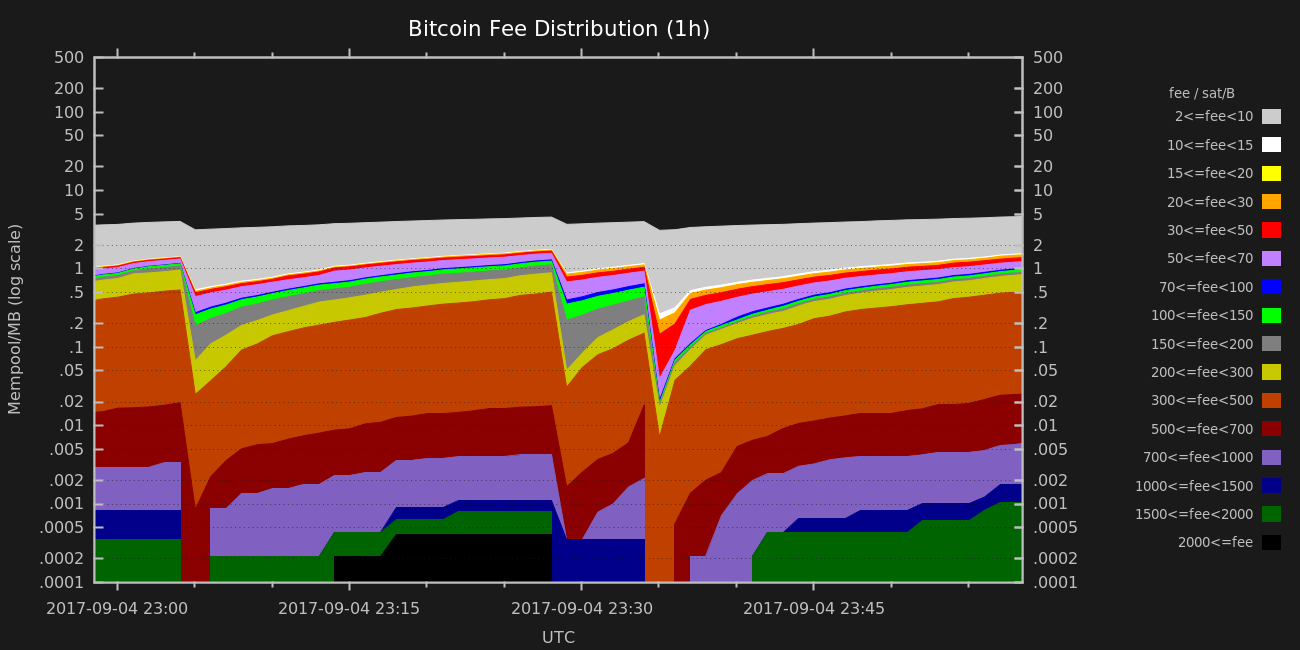 Bitcoin Fee Distribution (1h)
500
200
100
50
20
10
5
2
1
.5
.2
.1
.05
.02
.01
.005
.002
.001
.0005
.0002
.0001
Mempool/MB (log scale)
500
200
100
50
20
10
5
2
1
.5
.2
.1
.05
.02
.01
.005
.002
.001
.0005
.0002
.0001
2017-09-04 23:00
2017-09-04 23:15
2017-09-04 23:30
2017-09-04 23:45
UTC
fee / sat/B
2<=fee<10
10<=fee<15
15<=fee<20
20<=fee<30
30<=fee<50
50<=fee<70
70<=fee<100
100<=fee<150
150<=fee<200
200<=fee<300
300<=fee<500
500<=fee<700
700<=fee<1000
1000<=fee<1500
1500<=fee<2000
2000<=fee